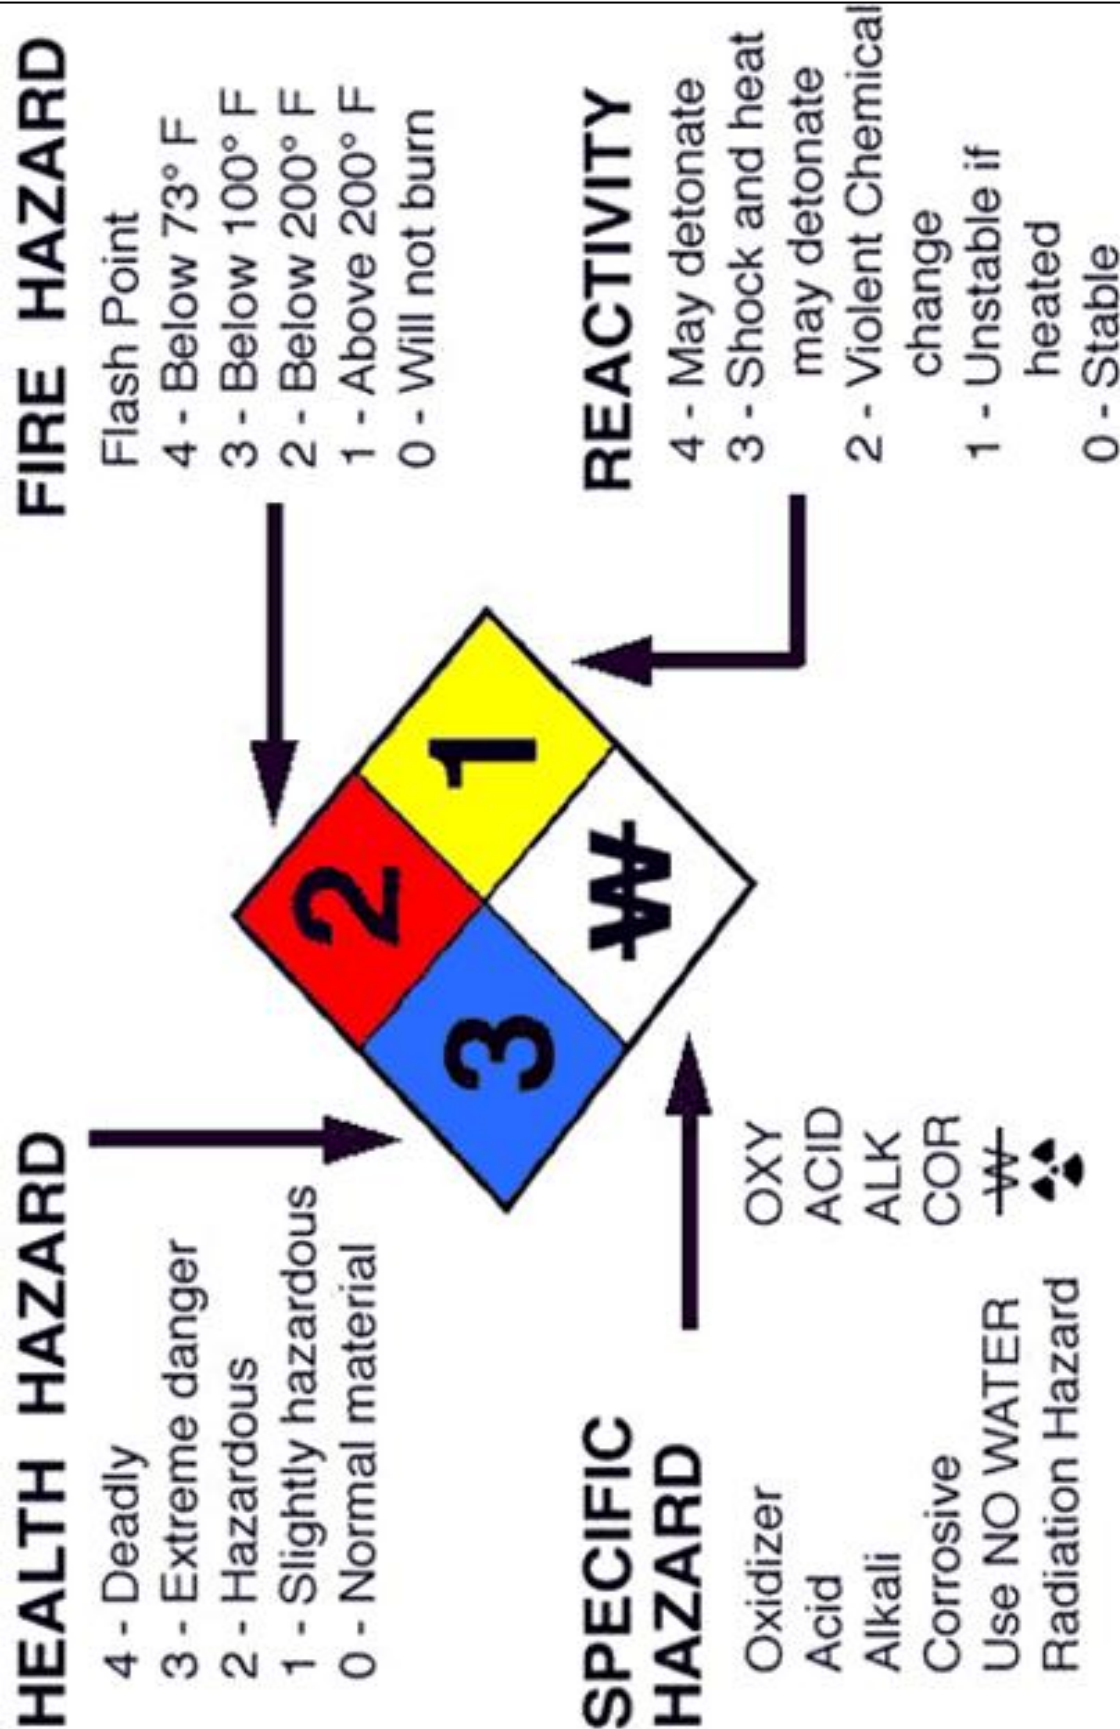 HEALTH HAZARD
4 - Deadly
3 - Extreme danger
2 - Hazardous
1 - Slightly hazardous
0 - Normal material
FIRE HAZARD
Flash Point
4 - Below 73° F
3 - Below 100° F
2 - Below 200° F
1 - Above 200° F
0 - Will not burn
2
3
1
W
SPECIFIC
HAZARD
Oxidizer OXY
Acid ACID
Alkali ALK
Corrosive COR
Use NO WATER W
Radiation Hazard
REACTIVITY
4 - May detonate
3 - Shock and heat
may detonate
2 - Violent Chemical
change
1 - Unstable if
heated
0 - Stable